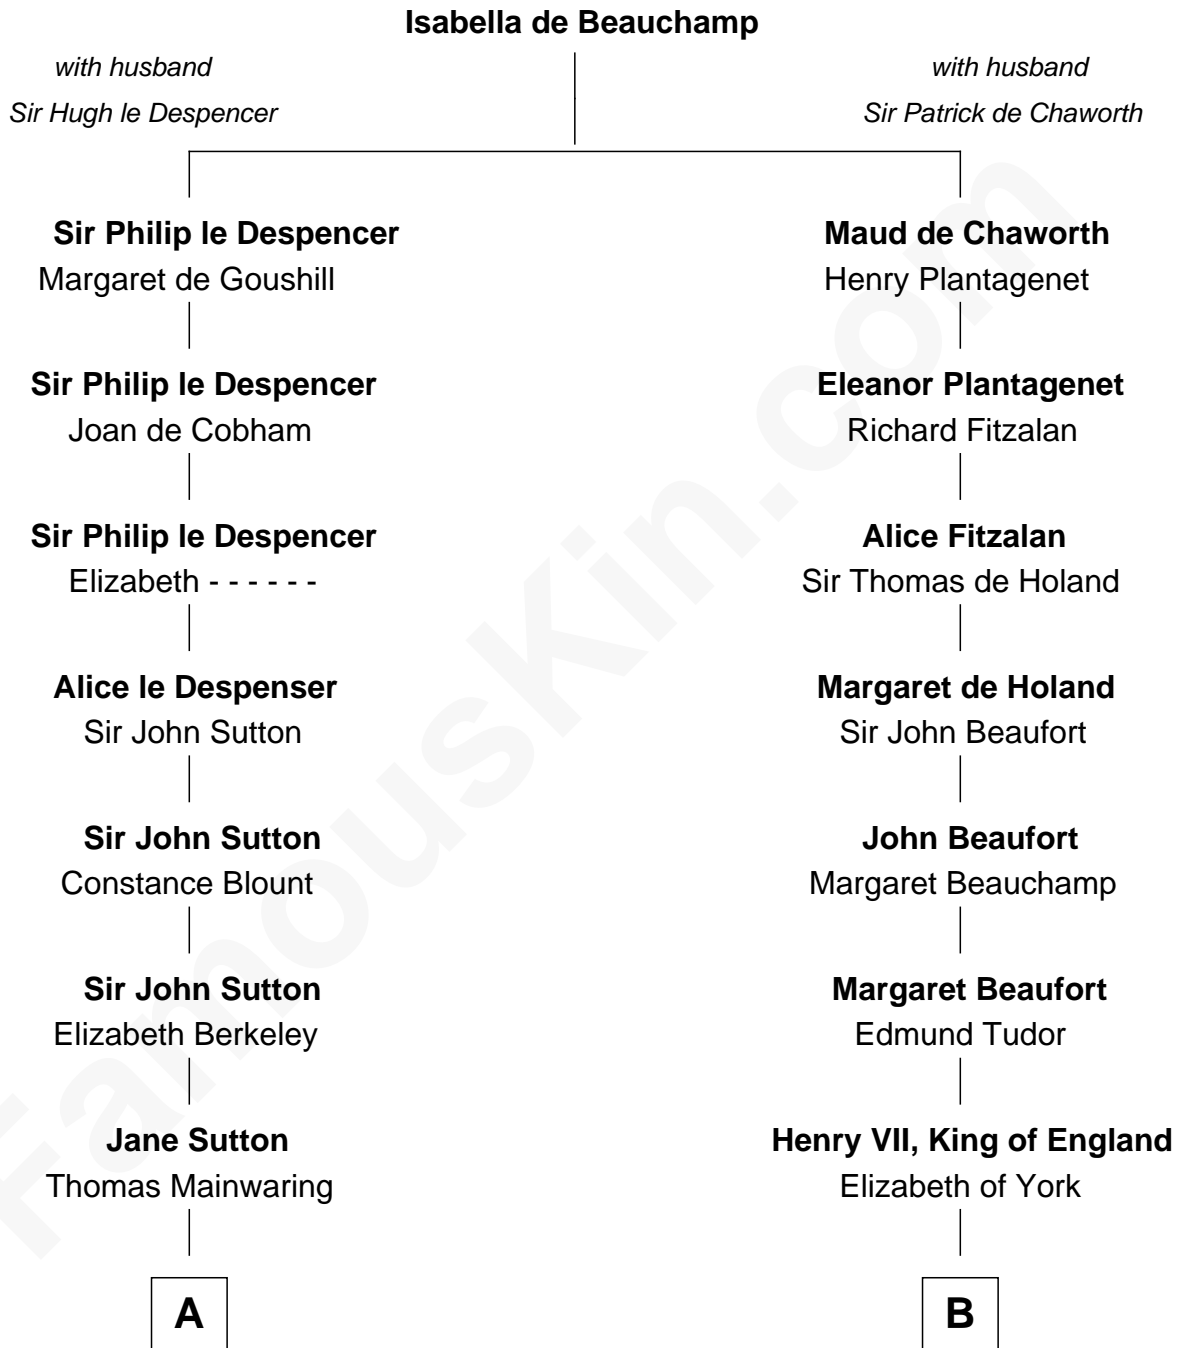 Isabella de Beauchamp
with husband
Sir Hugh le Despencer
with husband
Sir Patrick de Chaworth
Sir Philip le Despencer
Margaret de Goushill
Maud de Chaworth
Henry Plantagenet
Sir Philip le Despencer
Joan de Cobham
Eleanor Plantagenet
Richard Fitzalan
Sir Philip le Despencer
Elizabeth - - - - - -
Alice Fitzalan
Sir Thomas de Holand
Alice le Despenser
Sir John Sutton
Margaret de Holand
Sir John Beaufort
Sir John Sutton
Constance Blount
John Beaufort
Margaret Beauchamp
Sir John Sutton
Elizabeth Berkeley
Margaret Beaufort
Edmund Tudor
Jane Sutton
Thomas Mainwaring
Henry VII, King of England
Elizabeth of York
A
B
FamousKin.com